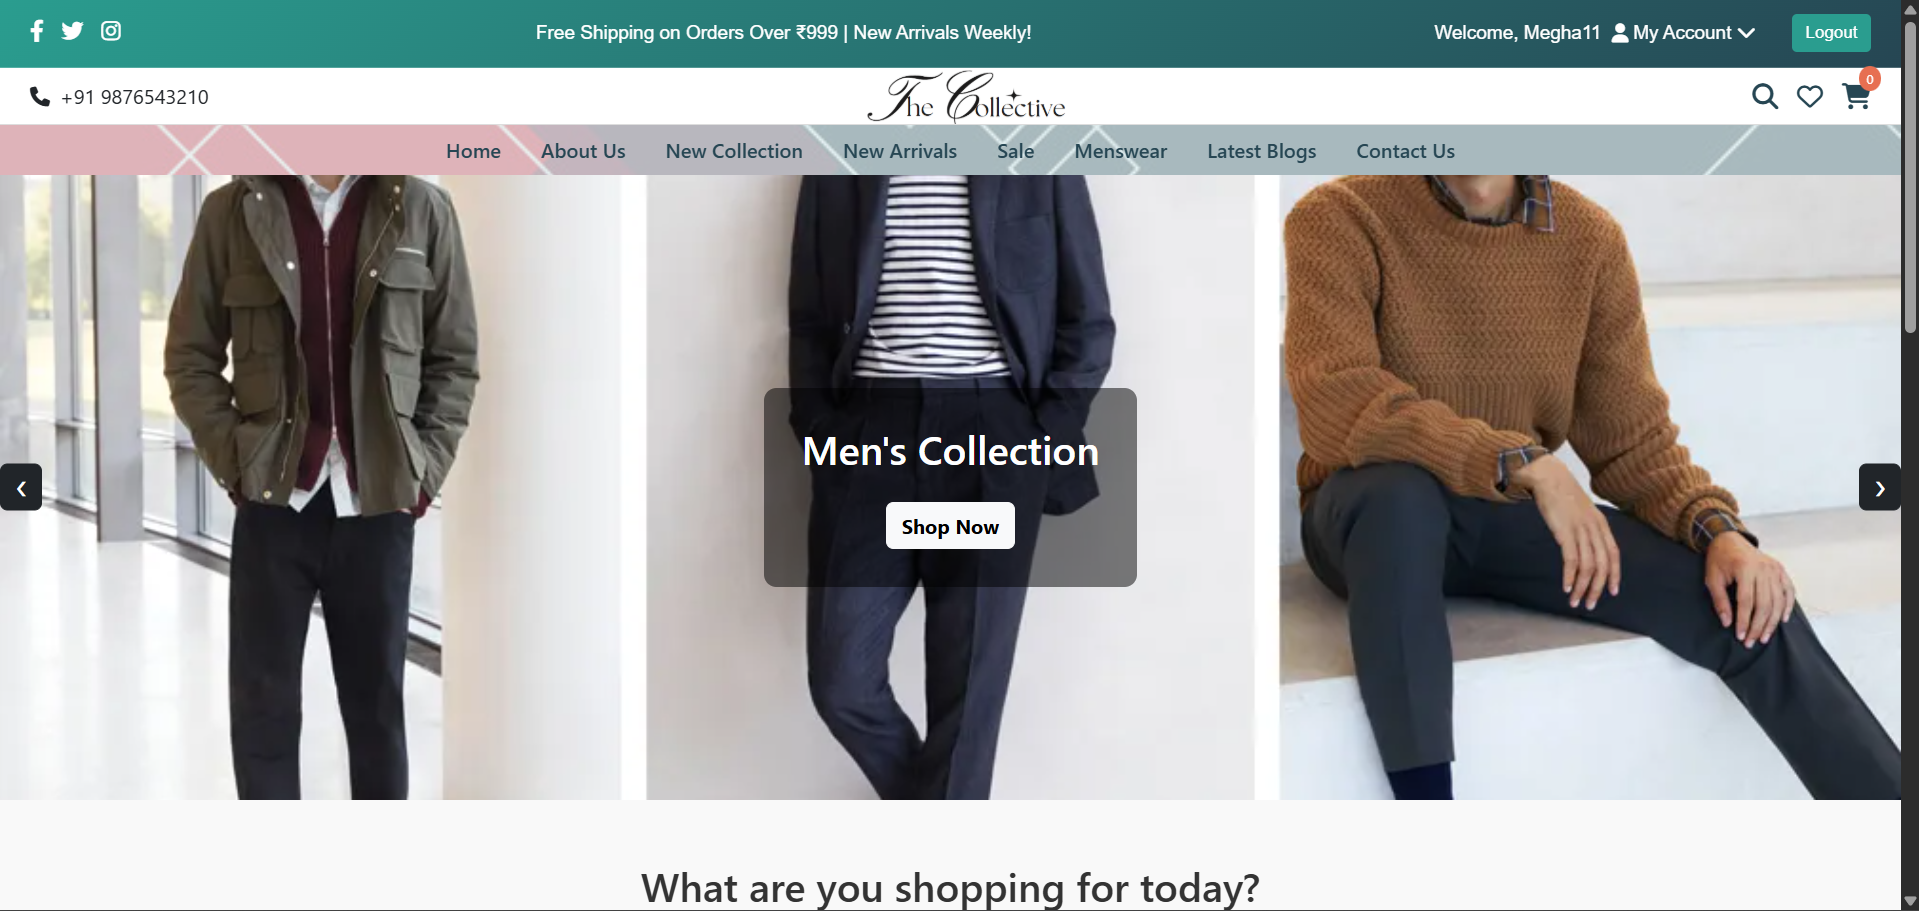 Free Shipping on Orders Over ₹999 | New Arrivals Weekly!
Welcome, Megha11 My Account
Logout
+91 9876543210
The Collective
0
Home About Us New Collection New Arrivals Sale Menswear Latest Blogs Contact Us
Men's Collection
Shop Now
What are you shopping for today?